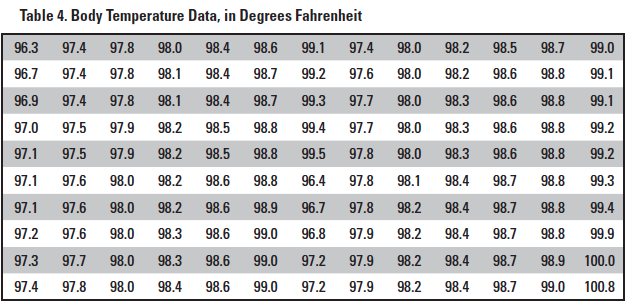 Table 4. Body Temperature Data, in Degrees Fahrenheit
96.3 97.4 97.8 98.0 98.4 98.6 99.1 97.4 98.0 98.2 98.5 98.7 99.0
96.7 97.4 97.8 98.1 98.4 98.7 99.2 97.6 98.0 98.2 98.6 98.8 99.1
96.9 97.4 97.8 98.1 98.4 98.7 99.3 97.7 98.0 98.3 98.6 98.8 99.1
97.0 97.5 97.9 98.2 98.5 98.8 99.4 97.7 98.0 98.3 98.6 98.8 99.2
97.1 97.5 97.9 98.2 98.5 98.8 99.5 97.8 98.0 98.3 98.6 98.8 99.2
97.1 97.6 98.0 98.2 98.6 98.8 96.4 97.8 98.1 98.4 98.7 98.8 99.3
97.1 97.6 98.0 98.2 98.6 98.9 96.7 97.8 98.2 98.4 98.7 98.8 99.4
97.2 97.6 98.0 98.3 98.6 99.0 96.8 97.9 98.2 98.4 98.7 98.8 99.9
97.3 97.7 98.0 98.3 98.6 99.0 97.2 97.9 98.2 98.4 98.7 98.9 100.0
97.4 97.8 98.0 98.4 98.6 99.0 97.2 97.9 98.2 98.4 98.7 99.0 100.8